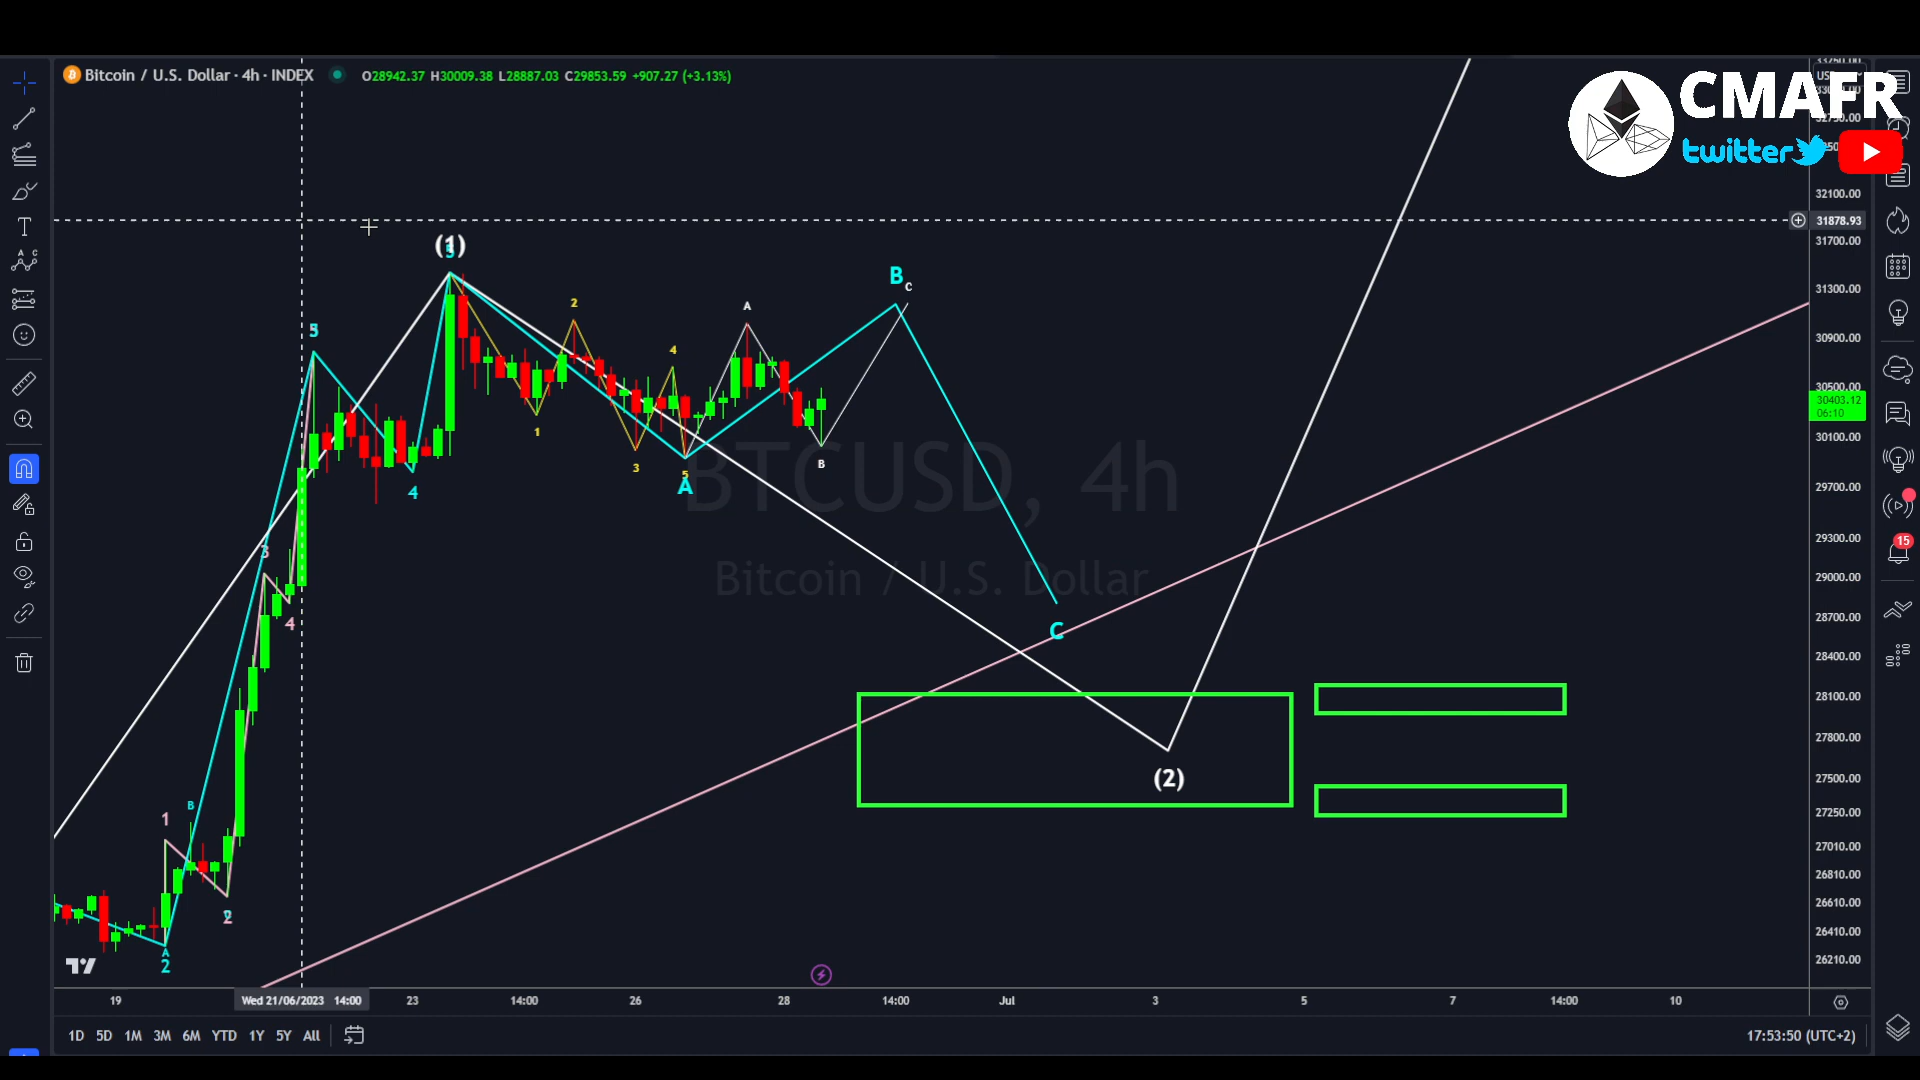 Bitcoin / U.S. Dollar · 4h · INDEX O28942.37 H30009.38 L28887.03 C29853.59 +907.27 (+3.13%)
CMAFR
twitter
32100.00
31878.93
31700.00
31300.00
30900.00
30500.00
30403.12
06:10
30100.00
29700.00
29300.00
29000.00
28700.00
28400.00
28100.00
27800.00
27500.00
27250.00
27010.00
26810.00
26610.00
26410.00
26210.00
(1)
5
B
C
2
A
5
4
1
3
5
A
B
4
BTCUSD, 4h
Bitcoin / U.S. Dollar
3
4
C
(2)
B
1
2
A
2
15
19
Wed 21/06/2023 14:00
23
14:00
26
28
14:00
Jul
3
5
7
14:00
10
1D 5D 1M 3M 6M YTD 1Y 5Y All
17:53:50 (UTC+2)